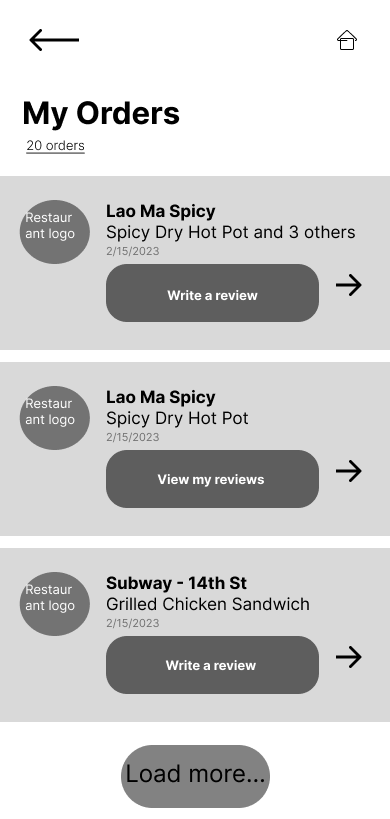 My Orders
20 orders
Restaur
ant logo
Lao Ma Spicy
Spicy Dry Hot Pot and 3 others
2/15/2023
Write a review
Restaur
ant logo
Lao Ma Spicy
Spicy Dry Hot Pot
2/15/2023
View my reviews
Restaur
ant logo
Subway - 14th St
Grilled Chicken Sandwich
2/15/2023
Write a review
Load more...